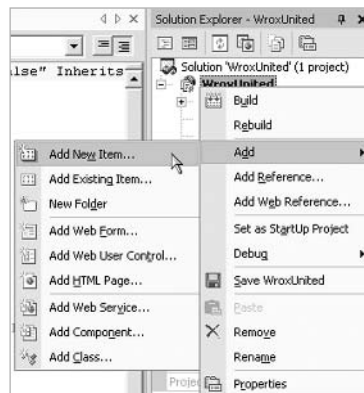 Solution Explorer - WroxUnited
lse" Inherits
Solution 'WroxUnited' (1 project)
WroxUnited
Build
Rebuild
Add
Add Reference...
Add Web Reference...
Set as StartUp Project
Debug
Save WroxUnited
Paste
Remove
Rename
Properties
Add New Item...
Add Existing Item...
New Folder
Add Web Form...
Add Web User Control...
Add HTML Page...
Add Web Service...
Add Component...
Add Class...
Projec